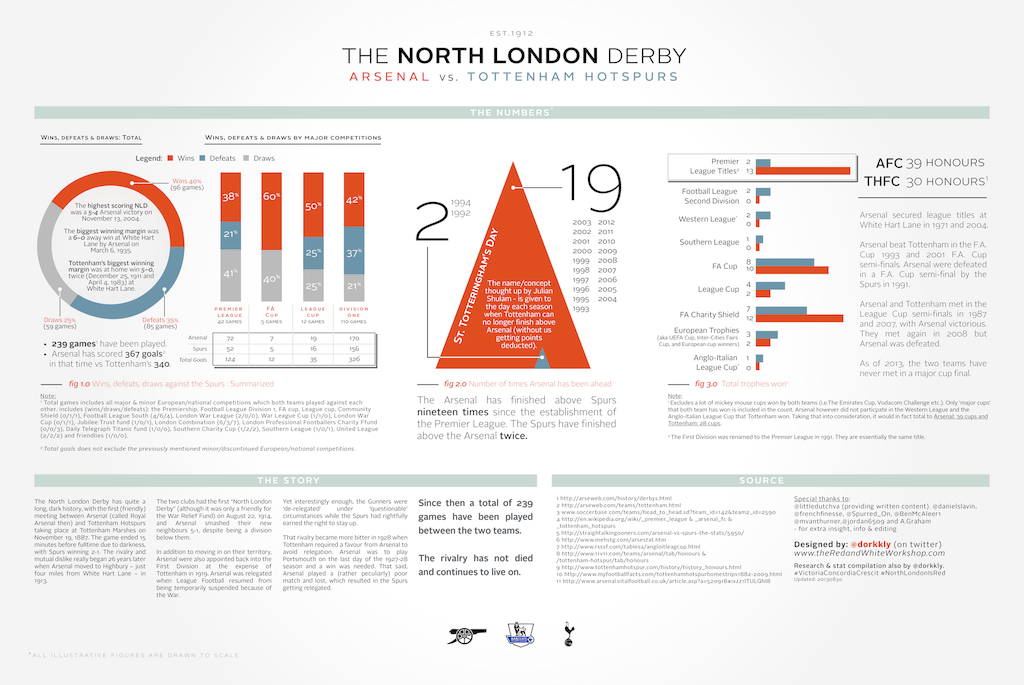 EST.1912
THE NORTH LONDON DERBY
ARSENAL vs. TOTTENHAM HOTSPURS
THE NUMBERS*
WINS, DEFEATS & DRAWS: TOTAL
WINS, DEFEATS & DRAWS BY MAJOR COMPETITIONS
Legend: Wins Defeats Draws
Wins 40%
(96 games)
The highest scoring NLD
was a 5-4 Arsenal victory on
November 13, 2004.
The biggest winning margin
was a 6-0 away win at White Hart
Lane by Arsenal on
March 6, 1935.
Tottenham's biggest winning
margin was at home win 5-0,
twice (December 25, 1911 and
April 4, 1983) at
White Hart Lane.
Draws 25%
(59 games)
Defeats 35%
(85 games)
38% 60% 50% 42%
21% 25% 37%
41% 40% 25% 21%
PREMIER LEAGUE 42 GAMES
FA CUP 5 GAMES
LEAGUE CUP 12 GAMES
DIVISION ONE 110 GAMES
Arsenal 72 7 19 170
Spurs 52 5 16 156
Total Goals 124 12 35 326
• 239 games¹ have been played.
• Arsenal has scored 367 goals²
in that time vs Tottenham's 340.
fig 1.0 Wins, defeats, draws against the Spurs : Summarized
Note:
¹ Total games includes all major & minor European/national competitions which both teams played against each
other, includes (wins/draws/defeats): the Premiership, Football League Division 1, FA cup, League cup, Community
Shield (0/1/1), Football League South (4/6/4), London War League Cup (1/1/0), London War
Cup (0/1/1), Jubilee Trust fund (1/0/1), London Combination (6/3/7), London Professional Footballers Charity Ffund
(0/0/3), Daily Telegraph Titanic fund (1/0/0), Southern Charity Cup (1/2/2), Southern League (1/0/1), United League
(2/2/2) and friendlies (1/0/0).
² Total goals does not exclude the previously mentioned minor/discontinued European/national competitions.
2
1994
1992
19
2003 2012
2002 2011
2001 2010
2000 2009
1999 2008
1998 2007
1997 2006
1996 2005
1995 2004
1993
ST. TOTTERINGHAM'S DAY
The name/concept
thought up by Julian
Shulam - is given to
the day each season
when Tottenham can
no longer finish above
Arsenal (without us
getting points
deducted).
fig 2.0 Number of times Arsenal has been ahead
The Arsenal has finished above Spurs
nineteen times since the establishment of
the Premier League. The Spurs have finished
above the Arsenal twice.
Premier League Titles² 2 13
Football League Second Division 2 0
Western League¹ 2 0
Southern League 1 0
FA Cup 8 10
League Cup 4 2
FA Charity Shield 7 12
European Trophies 3 2
(aka UEFA Cup, Inter-Cities Fairs
Cup, and European cup winners)
Anglo-Italian League Cup¹ 1 0
AFC 39 HONOURS
THFC 30 HONOURS¹
Arsenal secured league titles at
White Hart Lane in 1971 and 2004.
Arsenal beat Tottenham in the F.A.
Cup 1993 and 2001 F.A. Cup
semi-finals. Arsenal were defeated
in a F.A. Cup semi-final by the
Spurs in 1991.
Arsenal and Tottenham met in the
League Cup semi-finals in 1987
and 2007, with Arsenal victorious.
They met again in 2008 but
Arsenal was defeated.
As of 2013, the two teams have
never met in a major cup final.
fig 3.0 Total trophies won¹
Note:
¹Excludes a lot of mickey mouse cups won by both teams (i.e,The Emirates Cup, Vodacom Challenge etc.). Only 'major cups'
that both team has won is included in the count. Arsenal however did not particpate in the Western League and the
Anglo-Italian League Cup that Tottenham won. Taking that into consideration, it would in fact total to Arsenal: 39 cups and
Tottenham: 28 cups.
² The First Division was renamed to the Premier League in 1991. They are essentially the same title.
THE STORY
The North London Derby has quite a
long, dark history, with the first (friendly)
meeting between Arsenal (called Royal
Arsenal then) and Tottenham Hotspurs
taking place at Tottenham Marshes on
November 19, 1887. The game ended 15
minutes before fulltime due to darkness,
with Spurs winning 2-1. The rivalry and
mutual dislike really began 26 years later
when Arsenal moved to Highbury – just
four miles from White Hart Lane – in
1913.
The two clubs had the first "North London
Derby" (although it was only a friendly for
the War Relief Fund) on August 22, 1914,
and Arsenal smashed their new
neighbours 5-1, despite being a division
below them.
In addition to moving in on their territory,
Arsenal were also appointed back into the
First Division at the expense of
Tottenham in 1919. Arsenal was relegated
when League Football resumed from
being temporarily suspended because of
the War.
Yet interestingly enough, the Gunners were
'de-relegated' under 'questionable'
circumstances while the Spurs had rightfully
earned the right to stay up.
That rivalry became more bitter in 1928 when
Tottenham required a favour from Arsenal to
avoid relegation. Arsenal was to play
Portsmouth on the last day of the 1927-28
season and a win was needed. That said,
Arsenal played a (rather peculiarly) poor
match and lost, which resulted in the Spurs
getting relegated.
Since then a total of 239
games have been played
between the two teams.
The rivalry has not died
and continues to live on.
SOURCE
1 http://arseweb.com/history/derbys.html
2 http://arseweb.com/teams/tottenham.html
3 www.soccerbase.com/teams/head_to_head.sd?team_id=142&team2_id=2590
4 http://en.wikipedia.org/wiki/_premier_league & _arsenal_fc &
_tottenham_hotspurs
5 http://straighttalkinggooners.com/arsenal-vs-spurs-the-stats/5950/
6 http://www.mehstg.com/arsestat.htm
7 http://www.rsssf.com/tablesa/angloitleagcup.html
8 http://www.11v11.com/teams/arsenal/tab/honours &
/tottenham-hotspur/tab/honours
9 http://www.tottenhamhotspur.com/history/history_honours.html
10 http://www.myfootballfacts.com/tottenhamhotspurhomestrips1882-2009.html
Special thanks to:
@littledutchva (providing written content), @danielslavin,
@frenchfinesse, @Spurred_On, @BenMcAleer1
@mvanthurner,@jordan6509 and A.Graham
- for extra insight, info & editing
Designed by: @dorkkly (on twitter)
www.theRedandWhiteWorkshop.com
Research & stat compilation also by @dorkkly.
#VictoriaConcordiaCrescit #NorthLondonIsRed
Updated: 20130830
*ALL ILLUSTRATIVE FIGURES ARE DRAWN TO SCALE